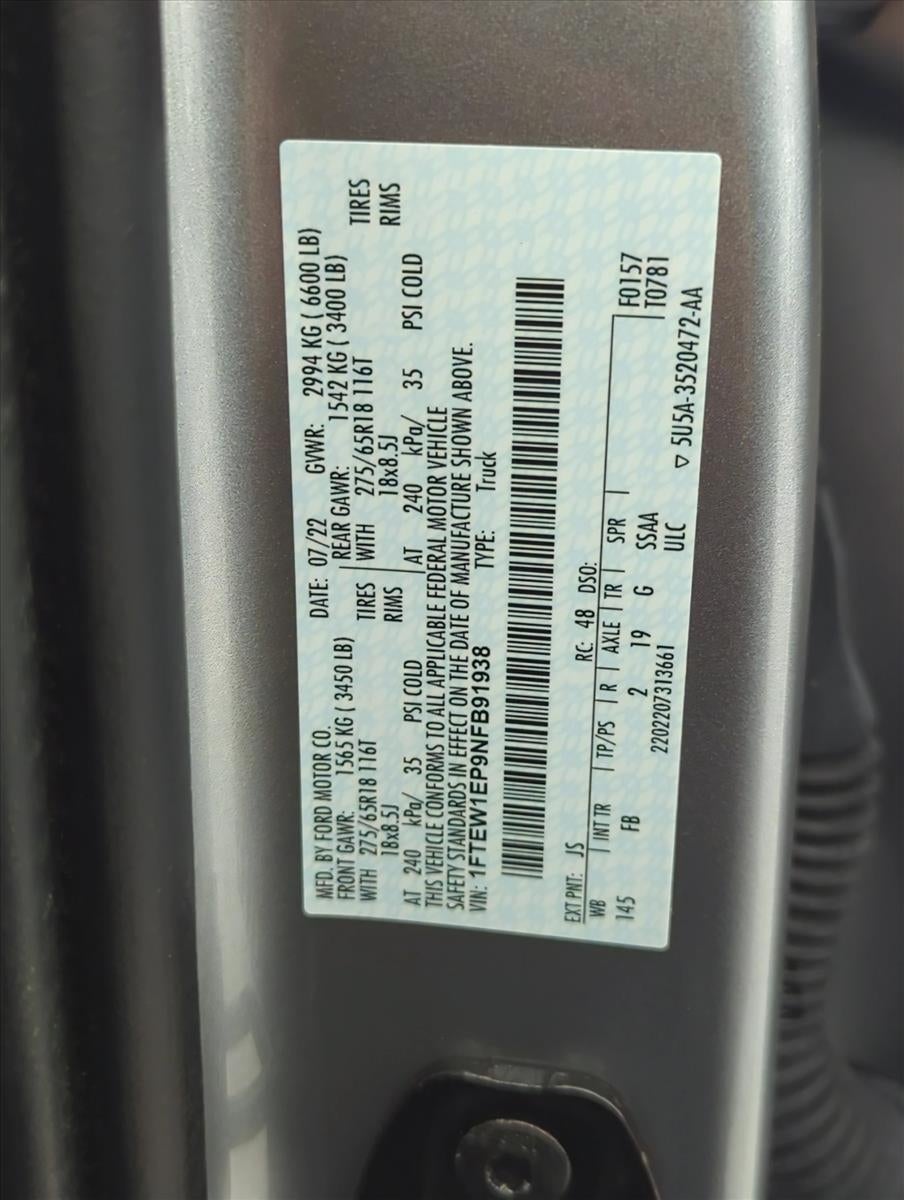 MFD. BY FORD MOTOR CO.
DATE: 07/22 GVWR: 2994 KG ( 6600 LB)
FRONT GAWR: 1565 KG ( 3450 LB) REAR GAWR: 1542 KG ( 3400 LB)
WITH 275/65R18 116T TIRES WITH 275/65R18 116T TIRES
18x8.5J RIMS 18x8.5J RIMS
AT 240 kPa/ 35 PSI COLD AT 240 kPa/ 35 PSI COLD
THIS VEHICLE CONFORMS TO ALL APPLICABLE FEDERAL MOTOR VEHICLE
SAFETY STANDARDS IN EFFECT ON THE DATE OF MANUFACTURE SHOWN ABOVE.
VIN: 1FTEW1EP9NFB91938 TYPE: Truck
EXT PNT: JS RC: 48 DSO:
WB INT TR TP/PS R AXLE TR SPR F0157
145 FB 2 19 G SSAA T0781
2202207313661 ULC
▽ 5U5A-3520472-AA